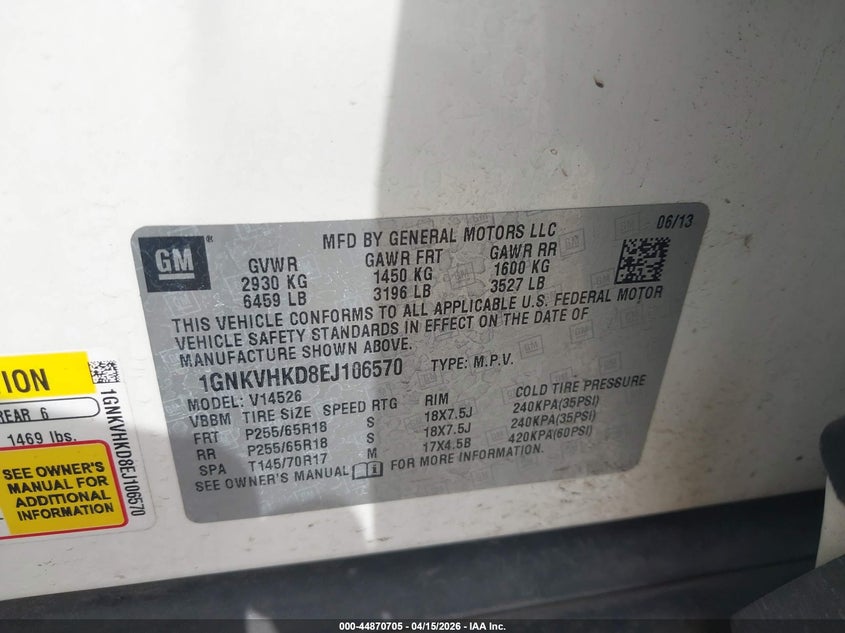 GM
®
MFD BY GENERAL MOTORS LLC
06/13
GVWR GAWR FRT GAWR RR
2930 KG 1450 KG 1600 KG
6459 LB 3196 LB 3527 LB
THIS VEHICLE CONFORMS TO ALL APPLICABLE U.S. FEDERAL MOTOR
VEHICLE SAFETY STANDARDS IN EFFECT ON THE DATE OF
MANUFACTURE SHOWN ABOVE.
1GNKVHKD8EJ106570 TYPE: M.P.V.
MODEL: V14526
VBBM TIRE SIZE SPEED RTG RIM COLD TIRE PRESSURE
FRT P255/65R18 S 18X7.5J 240KPA(35PSI)
RR P255/65R18 S 18X7.5J 240KPA(35PSI)
SPA T145/70R17 M 17X4.5B 420KPA(60PSI)
SEE OWNER'S MANUAL FOR MORE INFORMATION.
ION
REAR 6
1469 lbs.
SEE OWNER'S
MANUAL FOR
ADDITIONAL
INFORMATION
1GNKVHKD8EJ106570
000-44870705 - 04/15/2026 - IAA Inc.